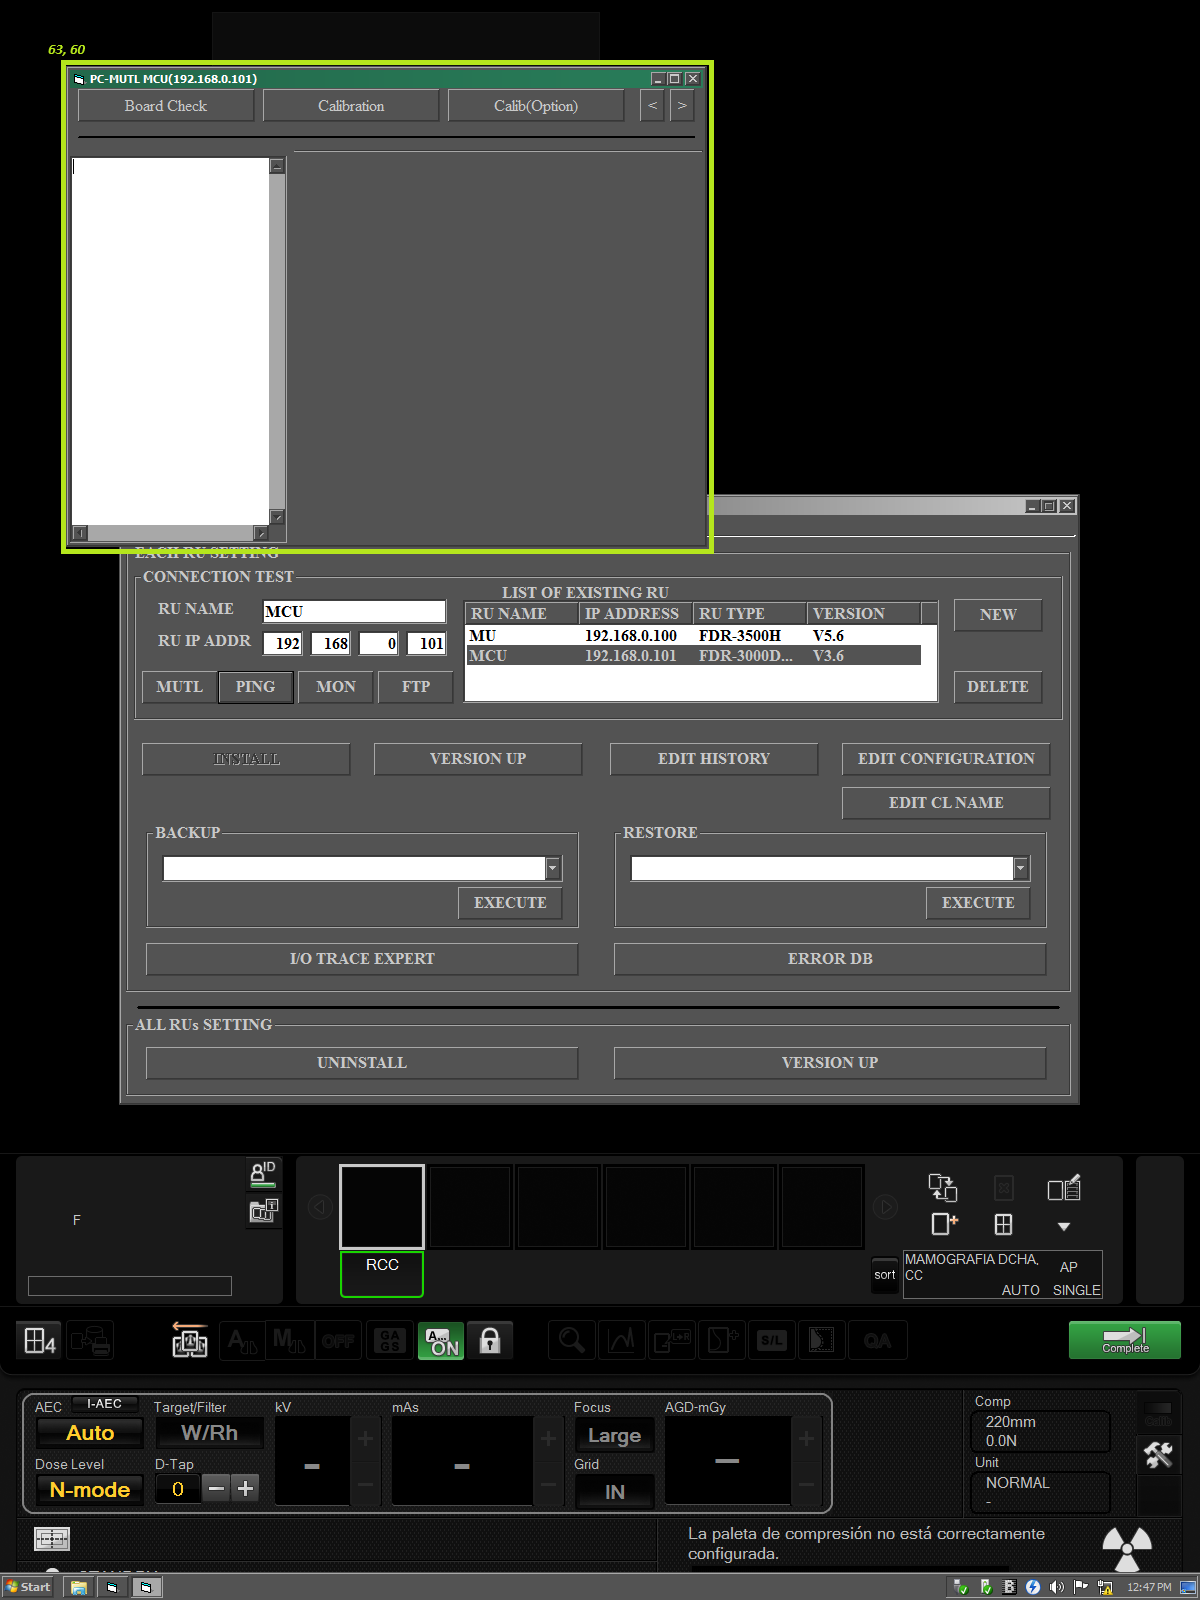 63, 60
PC-MUTL MCU(192.168.0.101)
Board Check
Calibration
Calib(Option)
<
>
EACH RU SETTING
CONNECTION TEST
RU NAME
MCU
RU IP ADDR
192 168 0 101
MUTL
PING
MON
FTP
LIST OF EXISTING RU
RU NAME IP ADDRESS RU TYPE VERSION
MU 192.168.0.100 FDR-3500H V5.6
MCU 192.168.0.101 FDR-3000D... V3.6
NEW
DELETE
INSTALL
VERSION UP
EDIT HISTORY
EDIT CONFIGURATION
EDIT CL NAME
BACKUP
EXECUTE
RESTORE
EXECUTE
I/O TRACE EXPERT
ERROR DB
ALL RUs SETTING
UNINSTALL
VERSION UP
ID
F
RCC
sort
MAMOGRAFIA DCHA,
CC
AP
AUTO
SINGLE
4
A
M
OFF
GA
GS
A...
ON
L↔R
S/L
QA
Complete
AEC
I-AEC
Auto
Dose Level
N-mode
Target/Filter
W/Rh
D-Tap
0
kV
mAs
Focus
Large
Grid
IN
AGD-mGy
Comp
220mm
0.0N
Unit
NORMAL
-
La paleta de compresión no está correctamente
configurada.
Start
12:47 PM